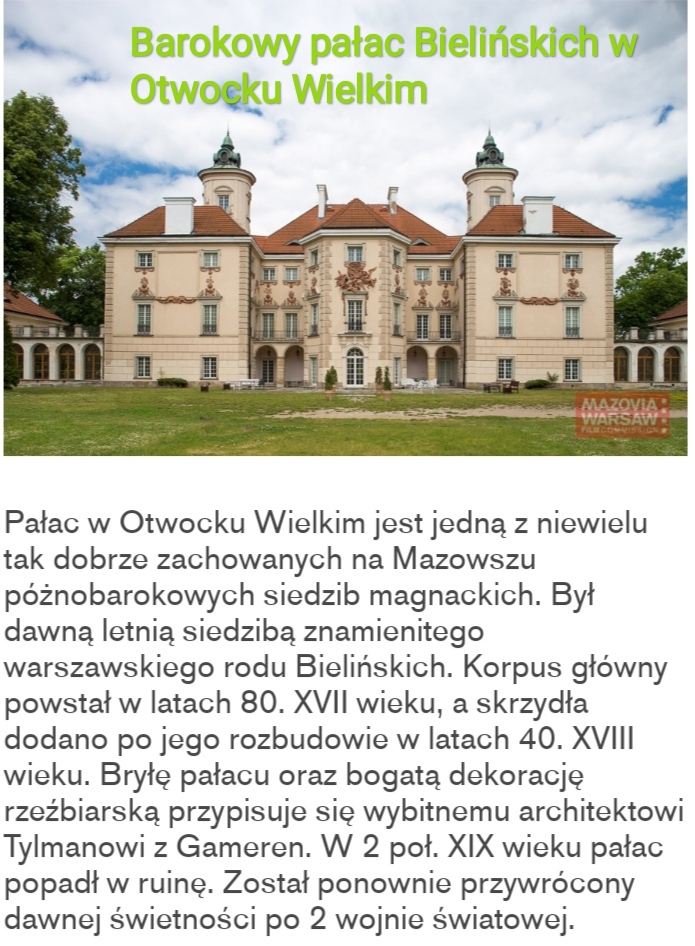 Barokowy pałac Bielińskich w
Otwocku Wielkim
MAZOVIA
WARSAW
FILM COMMISSION
Pałac w Otwocku Wielkim jest jedną z niewielu
tak dobrze zachowanych na Mazowszu
póżnobarokowych siedzib magnackich. Był
dawną letnią siedzibą znamienitego
warszawskiego rodu Bielińskich. Korpus główny
powstał w latach 80. XVII wieku, a skrzydła
dodano po jego rozbudowie w latach 40. XVIII
wieku. Bryłę pałacu oraz bogatą dekorację
rzeźbiarską przypisuje się wybitnemu architektowi
Tylmanowi z Gameren. W 2 poł. XIX wieku pałac
popadł w ruinę. Został ponownie przywrócony
dawnej świetności po 2 wojnie światowej.